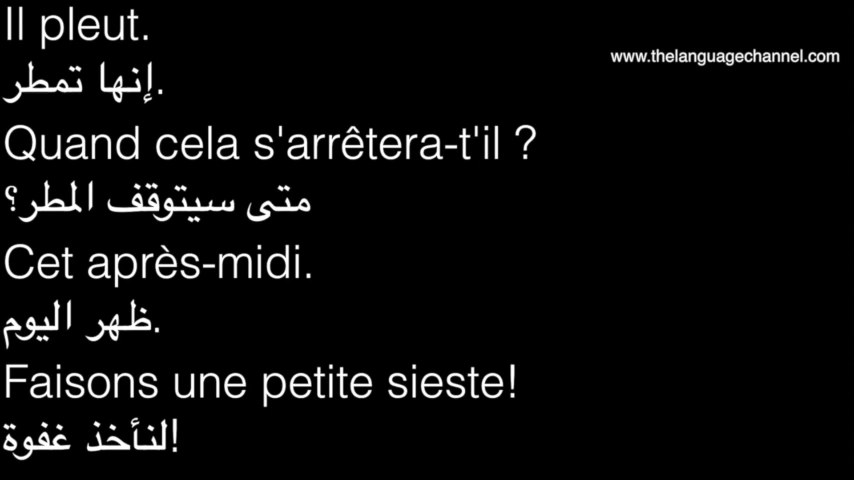 Il pleut.
www.thelanguagechannel.com
إنها تمطر.
Quand cela s'arrêtera-t'il ?
متى سيتوقف المطر؟
Cet après-midi.
ظهر اليوم.
Faisons une petite sieste!
لنأخذ غفوة!